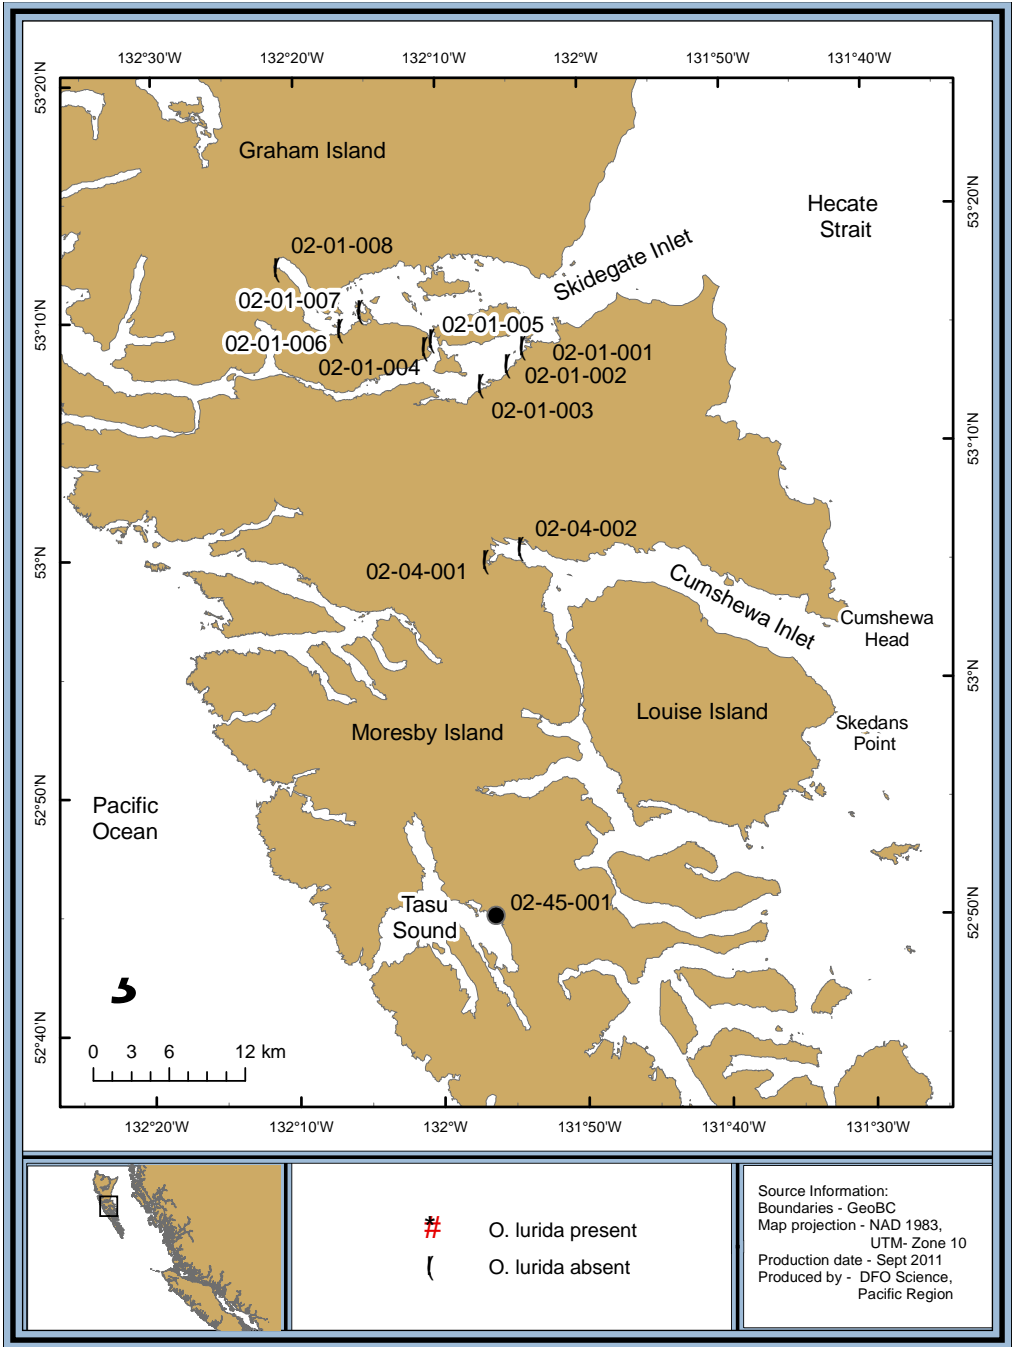 132°30'W 132°20'W 132°10'W 132°0'W 131°50'W 131°40'W
53°20'N
Graham Island
53°20'N
Hecate
Strait
Skidegate Inlet
02-01-008
02-01-007
53°10'N
02-01-005
02-01-006
02-01-001
02-01-004
02-01-002
02-01-003
53°10'N
02-04-002
53°N
02-04-001
Cumshewa Inlet
Cumshewa
Head
53°N
Louise Island
Moresby Island
Skedans
Point
52°50'N
Pacific
Ocean
02-45-001
52°50'N
Tasu
Sound
52°40'N
0 3 6 12 km
132°20'W 132°10'W 132°0'W 131°50'W 131°40'W 131°30'W
# O. lurida present
( O. lurida absent
Source Information:
Boundaries - GeoBC
Map projection - NAD 1983,
UTM- Zone 10
Production date - Sept 2011
Produced by - DFO Science,
Pacific Region